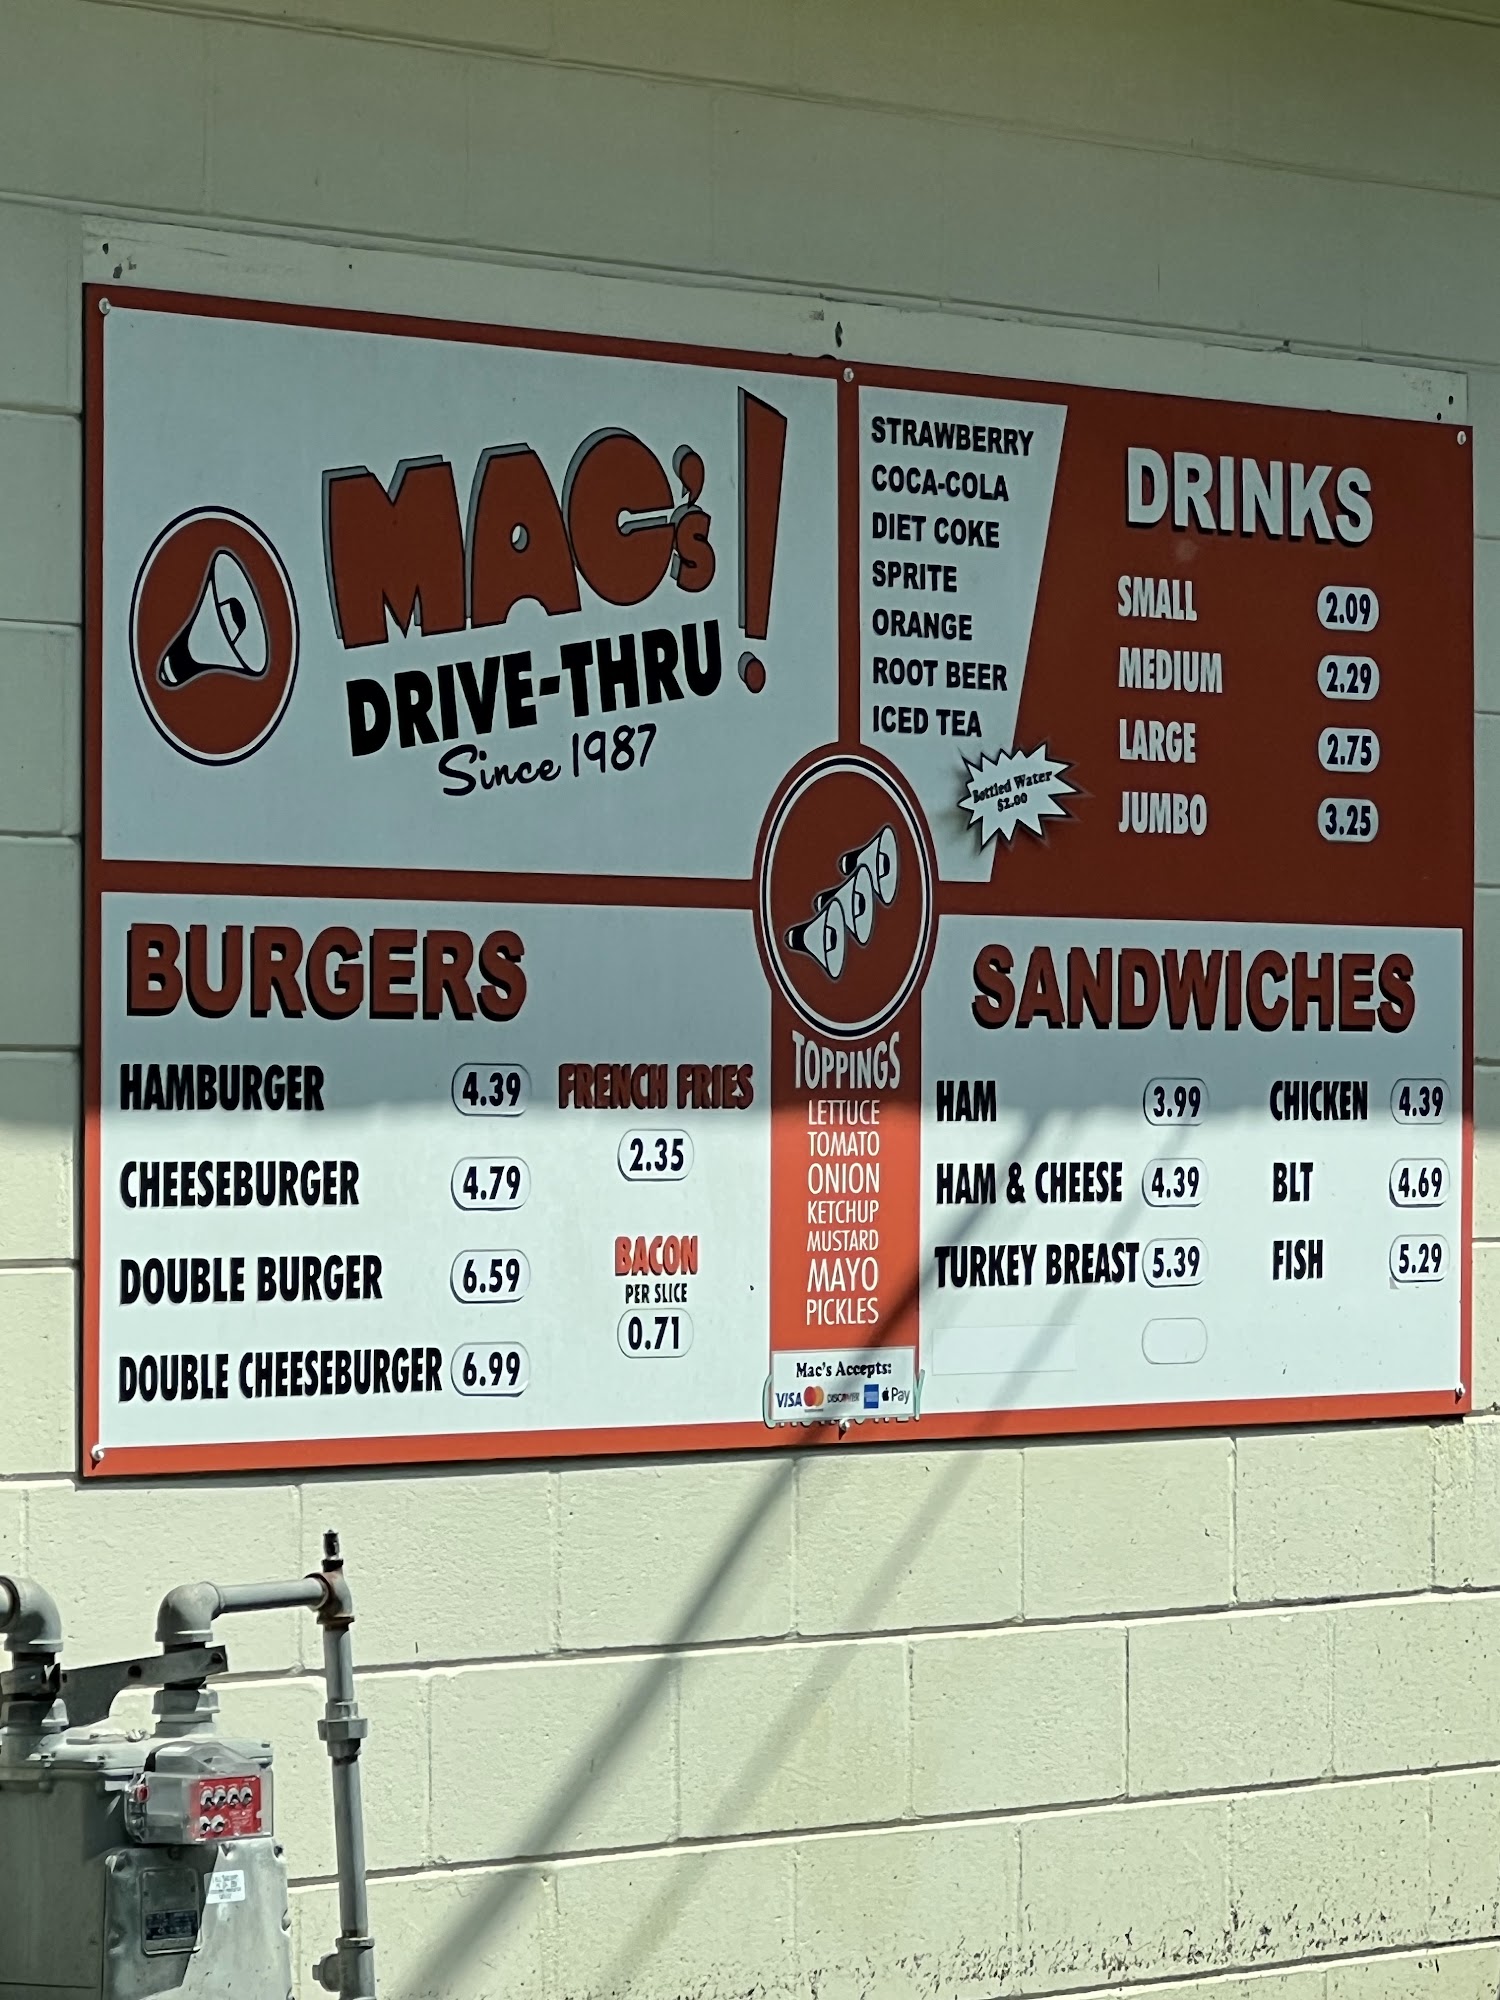 MAC's!
DRIVE-THRU
Since 1987
STRAWBERRY
COCA-COLA
DIET COKE
SPRITE
ORANGE
ROOT BEER
ICED TEA
Bottled Water
$2.00
DRINKS
SMALL 2.09
MEDIUM 2.29
LARGE 2.75
JUMBO 3.25
BURGERS
HAMBURGER 4.39
CHEESEBURGER 4.79
DOUBLE BURGER 6.59
DOUBLE CHEESEBURGER 6.99
FRENCH FRIES
2.35
BACON
PER SLICE
0.71
TOPPINGS
LETTUCE
TOMATO
ONION
KETCHUP
MUSTARD
MAYO
PICKLES
Mac's Accepts:
VISA DISCOVER Pay
SANDWICHES
HAM 3.99
HAM & CHEESE 4.39
TURKEY BREAST 5.39
CHICKEN 4.39
BLT 4.69
FISH 5.29